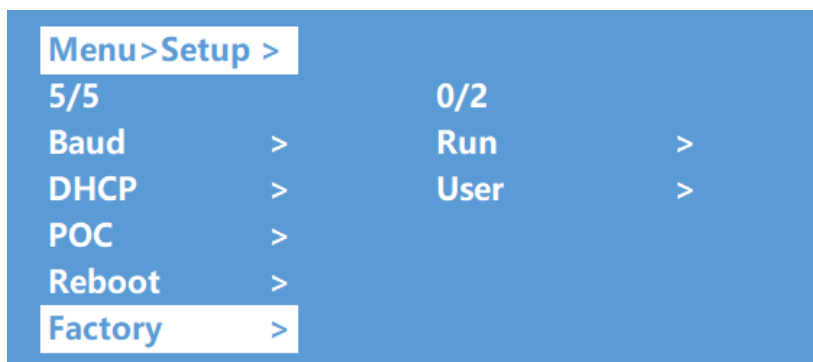 Menu>Setup >
5/5 0/2
Baud > Run >
DHCP > User >
POC >
Reboot >
Factory >